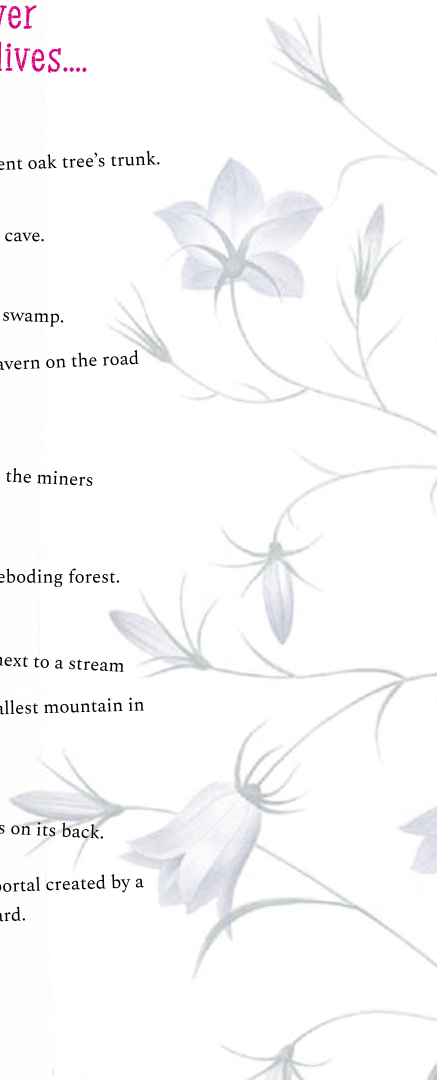 ver
lives....
ent oak tree's trunk.
cave.
swamp.
avern on the road
the miners
eboding forest.
next to a stream
allest mountain in
s on its back.
portal created by a
ard.